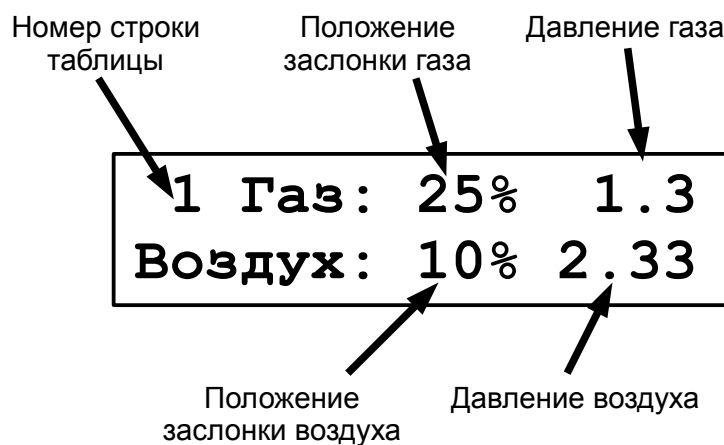 Номер строки
таблицы
Положение
заслонки газа
Давление газа
1 Газ: 25% 1.3
Воздух: 10% 2.33
Положение
заслонки воздуха
Давление воздуха